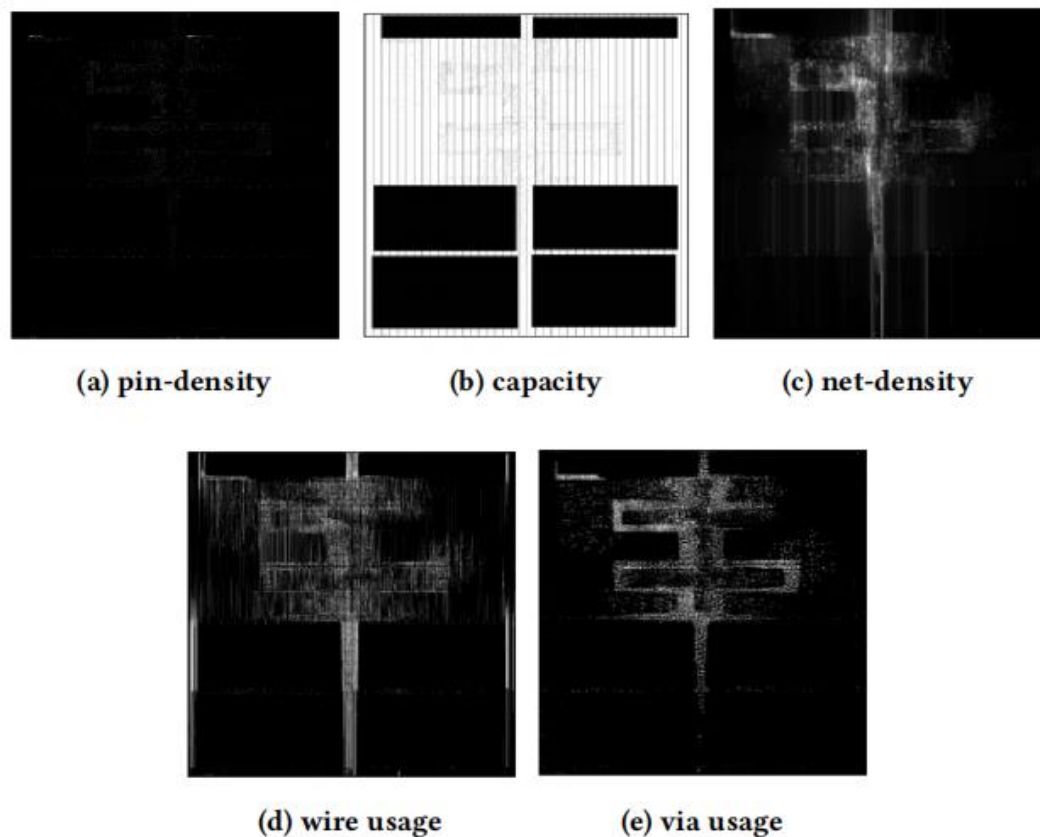 (a) pin-density
(b) capacity
(c) net-density
(d) wire usage
(e) via usage